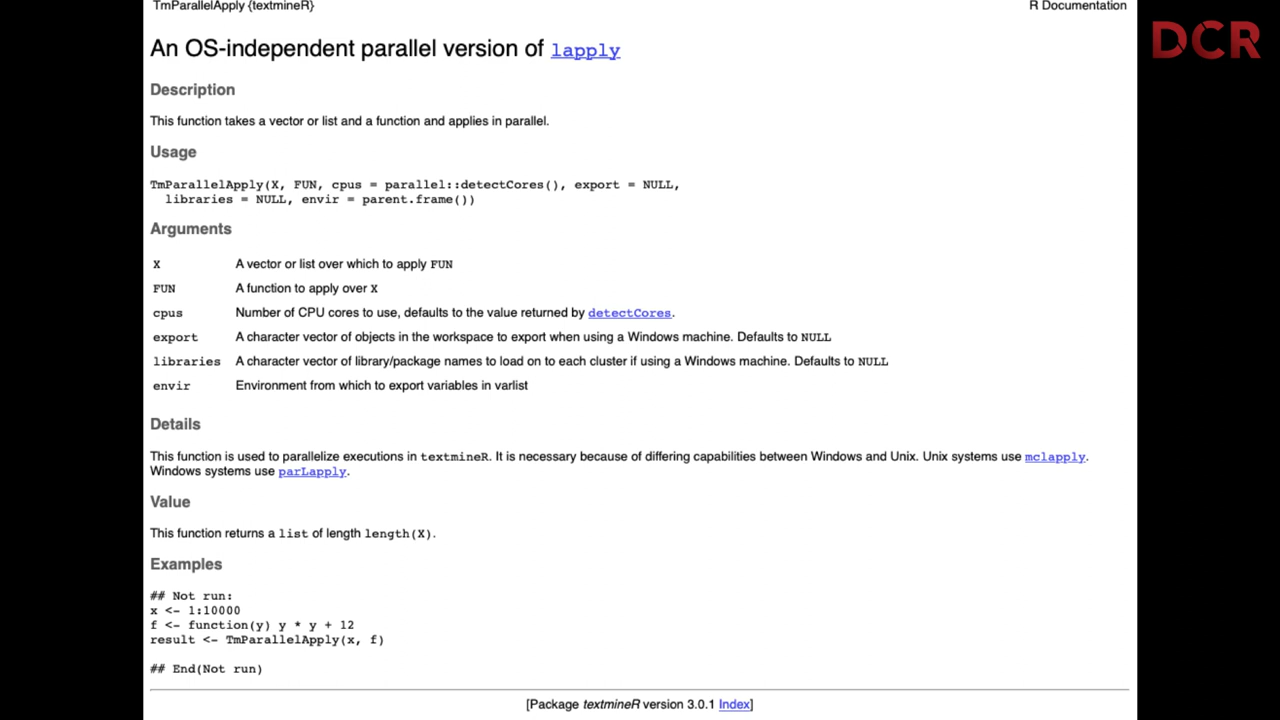 TmParallelApply {textmineR}
R Documentation
DCR
An OS-independent parallel version of lapply
Description
This function takes a vector or list and a function and applies in parallel.
Usage
TmParallelApply(X, FUN, cpus = parallel::detectCores(), export = NULL,
libraries = NULL, envir = parent.frame())
Arguments
X A vector or list over which to apply FUN
FUN A function to apply over X
cpus Number of CPU cores to use, defaults to the value returned by detectCores.
export A character vector of objects in the workspace to export when using a Windows machine. Defaults to NULL
libraries A character vector of library/package names to load on to each cluster if using a Windows machine. Defaults to NULL
envir Environment from which to export variables in varlist
Details
This function is used to parallelize executions in textmineR. It is necessary because of differing capabilities between Windows and Unix. Unix systems use mclapply.
Windows systems use parLapply.
Value
This function returns a list of length length(X).
Examples
## Not run:
x <- 1:10000
f <- function(y) y * y + 12
result <- TmParallelApply(x, f)
## End(Not run)
[Package textmineR version 3.0.1 Index]